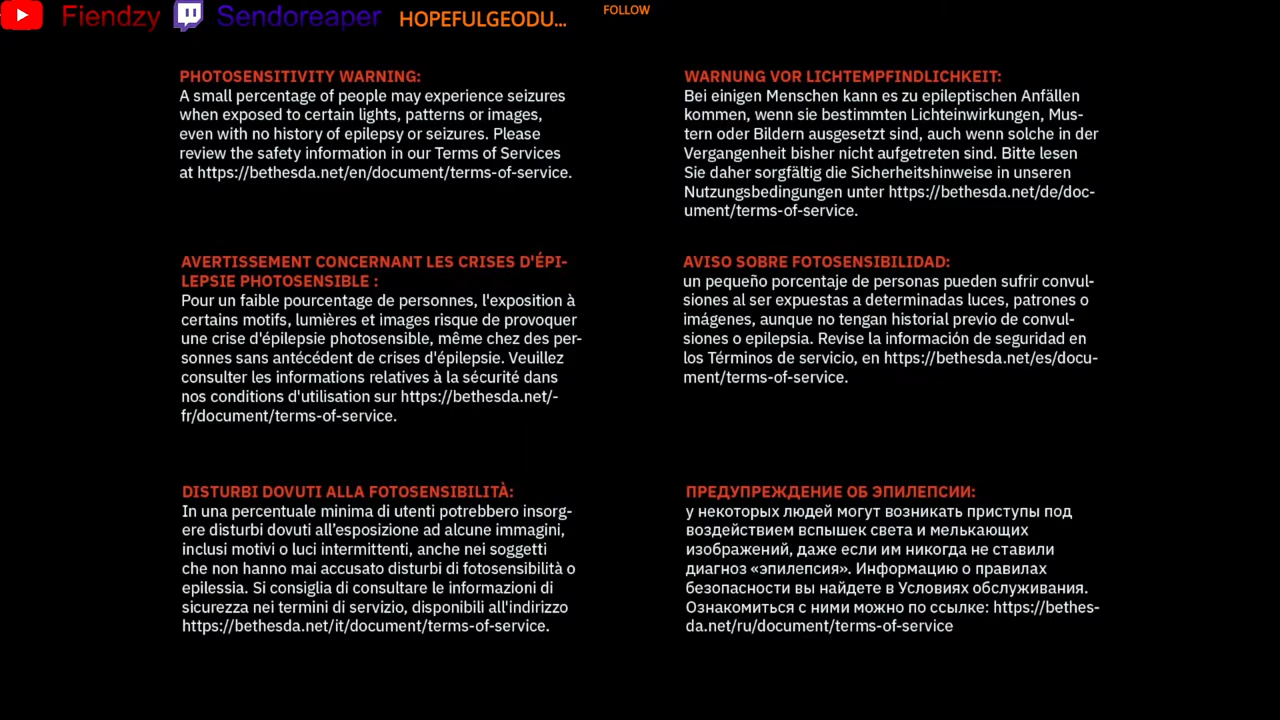 Fiendzy Sendoreaper HOPEFULGEODU... FOLLOW
PHOTOSENSITIVITY WARNING:
A small percentage of people may experience seizures
when exposed to certain lights, patterns or images,
even with no history of epilepsy or seizures. Please
review the safety information in our Terms of Services
at https://bethesda.net/en/document/terms-of-service.
WARNUNG VOR LICHTEMPFINDLICHKEIT:
Bei einigen Menschen kann es zu epileptischen Anfällen
kommen, wenn sie bestimmten Lichteinwirkungen, Mus-
tern oder Bildern ausgesetzt sind, auch wenn solche in der
Vergangenheit bisher nicht aufgetreten sind. Bitte lesen
Sie daher sorgfältig die Sicherheitshinweise in unseren
Nutzungsbedingungen unter https://bethesda.net/de/doc-
ument/terms-of-service.
AVERTISSEMENT CONCERNANT LES CRISES D'ÉPI-
LEPSIE PHOTOSENSIBLE :
Pour un faible pourcentage de personnes, l'exposition à
certains motifs, lumières et images risque de provoquer
une crise d'épilepsie photosensible, même chez des per-
sonnes sans antécédent de crises d'épilepsie. Veuillez
consulter les informations relatives à la sécurité dans
nos conditions d'utilisation sur https://bethesda.net/-
fr/document/terms-of-service.
AVISO SOBRE FOTOSENSIBILIDAD:
un pequeño porcentaje de personas pueden sufrir convul-
siones al ser expuestas a determinadas luces, patrones o
imágenes, aunque no tengan historial previo de convul-
siones o epilepsia. Revise la información de seguridad en
los Términos de servicio, en https://bethesda.net/es/docu-
ment/terms-of-service.
DISTURBI DOVUTI ALLA FOTOSENSIBILITÀ:
In una percentuale minima di utenti potrebbero insorg-
ere disturbi dovuti all’esposizione ad alcune immagini,
inclusi motivi o luci intermittenti, anche nei soggetti
che non hanno mai accusato disturbi di fotosensibilità o
epilessia. Si consiglia di consultare le informazioni di
sicurezza nei termini di servizio, disponibili all'indirizzo
https://bethesda.net/it/document/terms-of-service.
ПРЕДУПРЕЖДЕНИЕ ОБ ЭПИЛЕПСИИ:
у некоторых людей могут возникать приступы под
воздействием вспышек света и мелькающих
изображений, даже если им никогда не ставили
диагноз «эпилепсия». Информацию о правилах
безопасности вы найдете в Условиях обслуживания.
Ознакомиться с ними можно по ссылке: https://bethes-
da.net/ru/document/terms-of-service